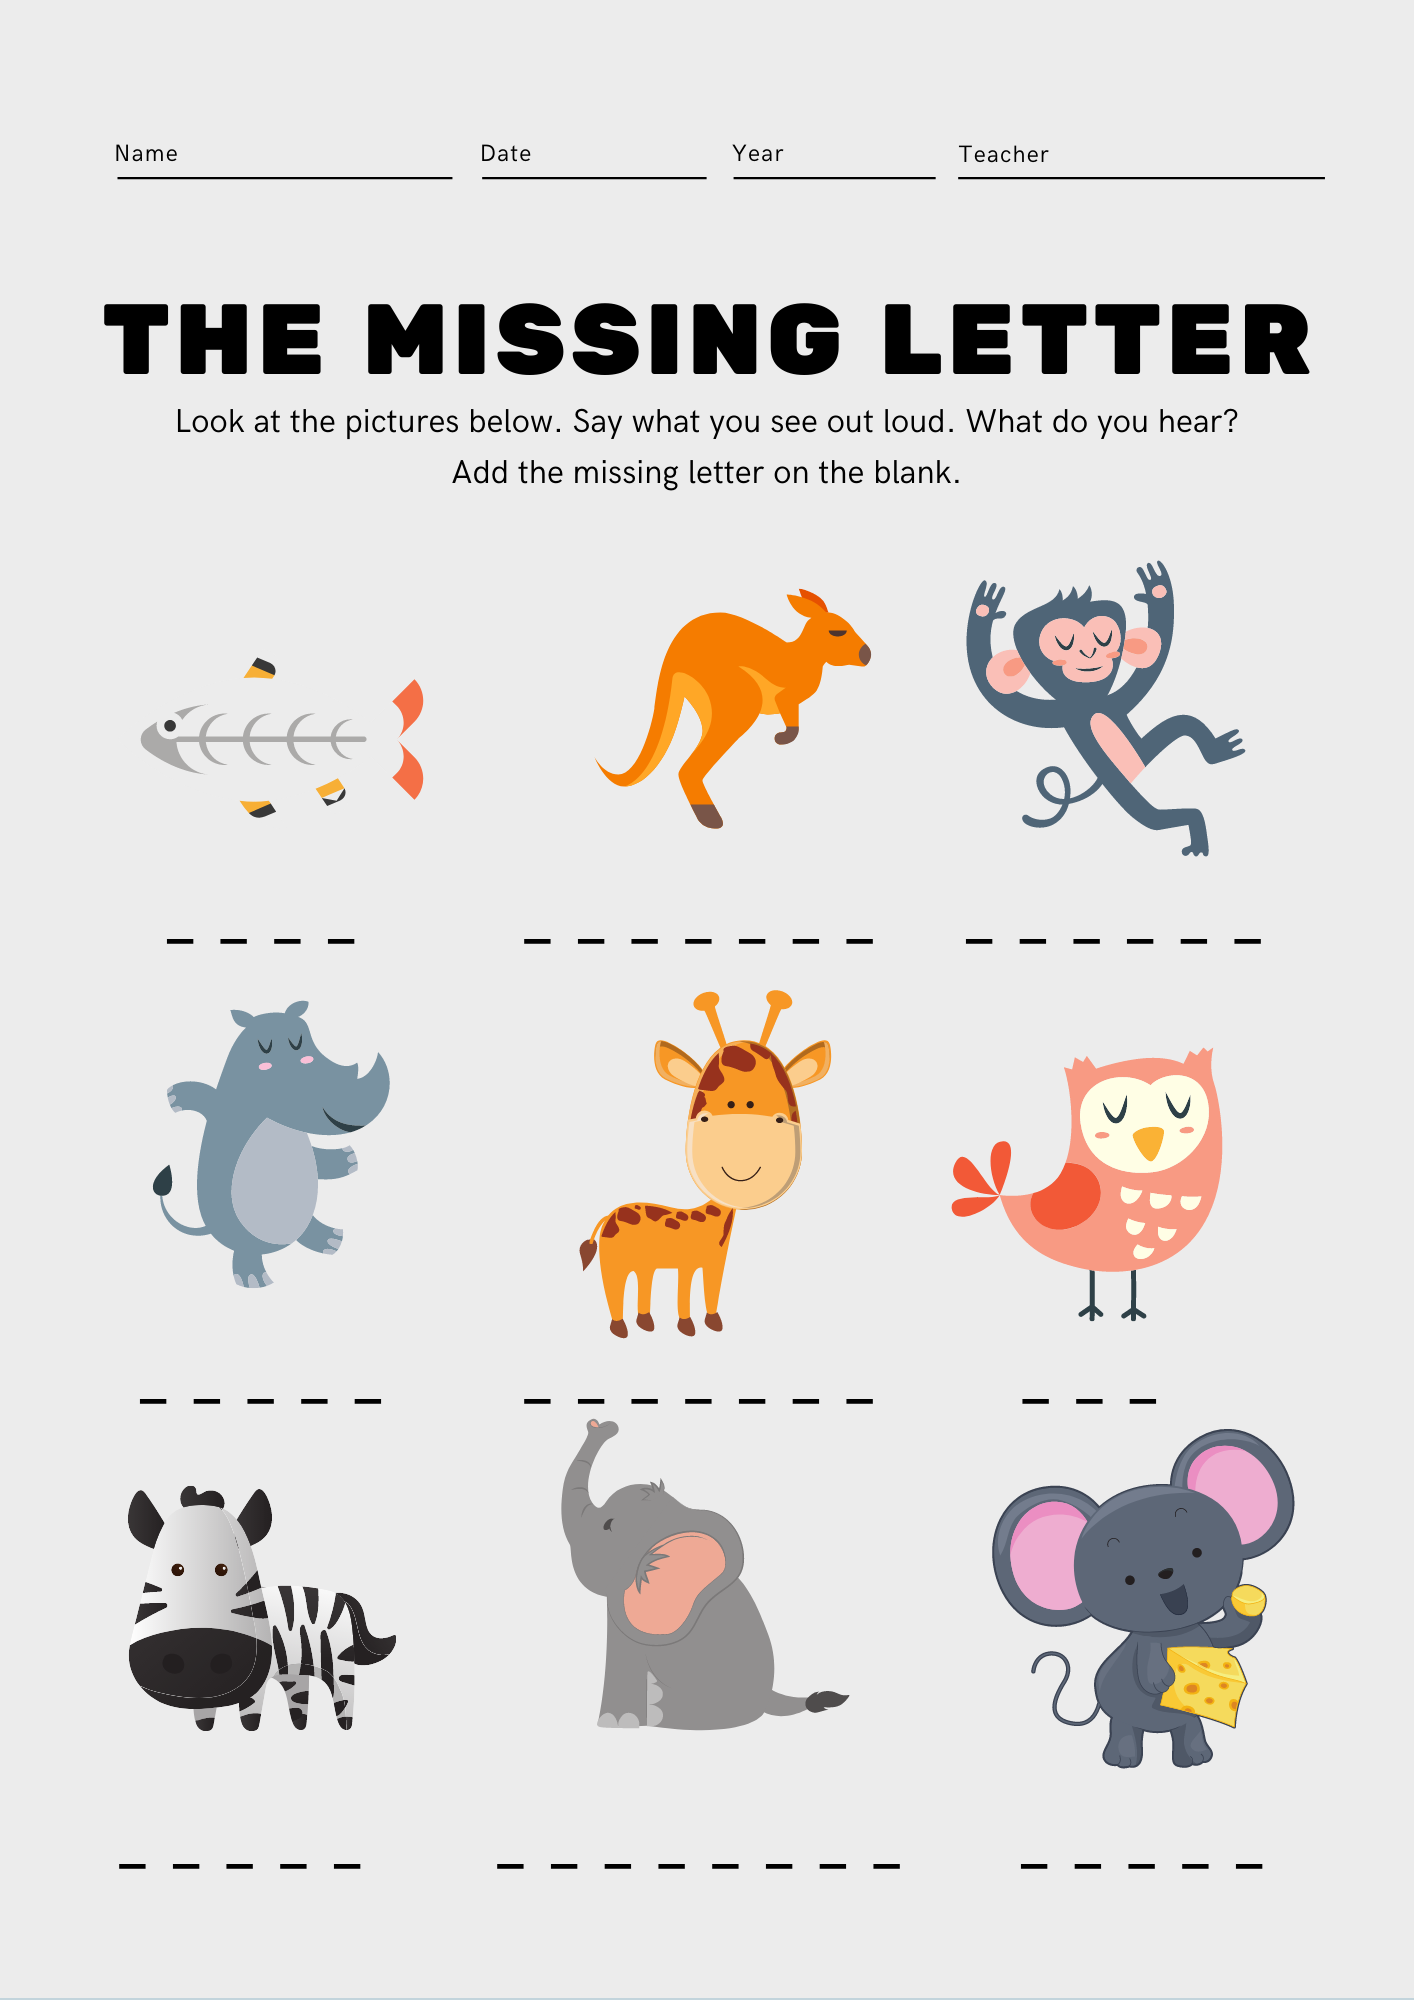 Name Date Year Teacher
THE MISSING LETTER
Look at the pictures below. Say what you see out loud. What do you hear?
Add the missing letter on the blank.
_ _ _ _ _ _ _ _ _ _ _ _ _ _ _ _ _
_ _ _ _ _ _ _ _ _ _ _ _ _ _ _
_ _ _ _ _ _ _ _ _ _ _ _ _ _ _ _ _ _